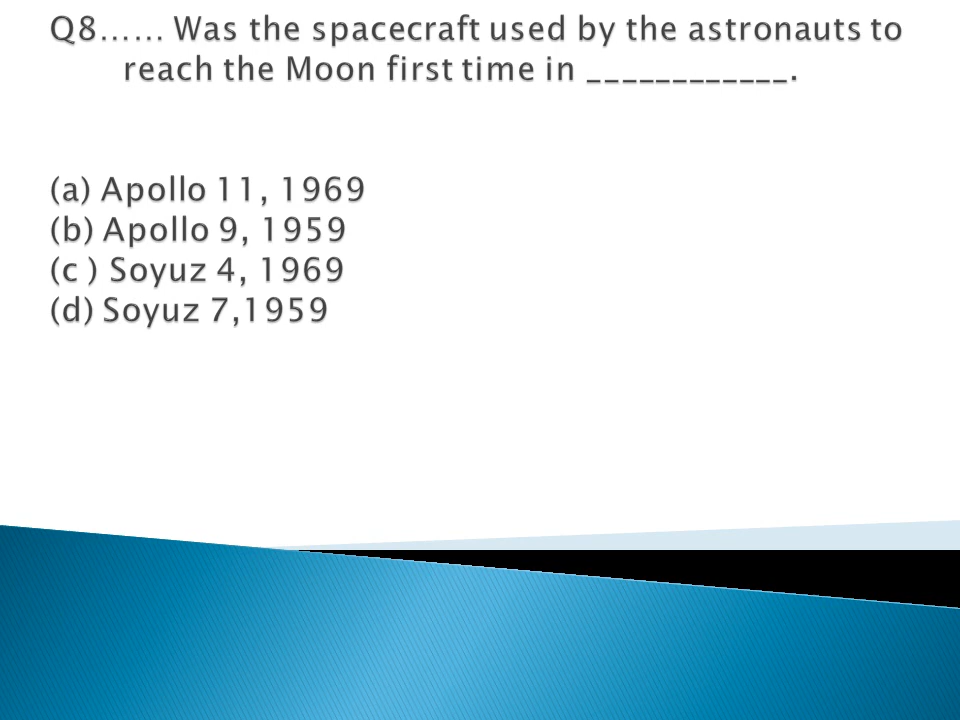 Q8…… Was the spacecraft used by the astronauts to
reach the Moon first time in ____________.
(a) Apollo 11, 1969
(b) Apollo 9, 1959
(c ) Soyuz 4, 1969
(d) Soyuz 7,1959